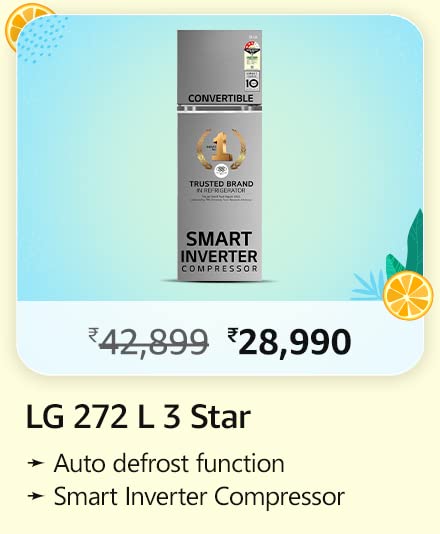 CONVERTIBLE
10
1
TRUSTED BRAND
IN REFRIGERATOR
SMART
INVERTER
COMPRESSOR
₹42,899 ₹28,990
LG 272 L 3 Star
➛ Auto defrost function
➛ Smart Inverter Compressor